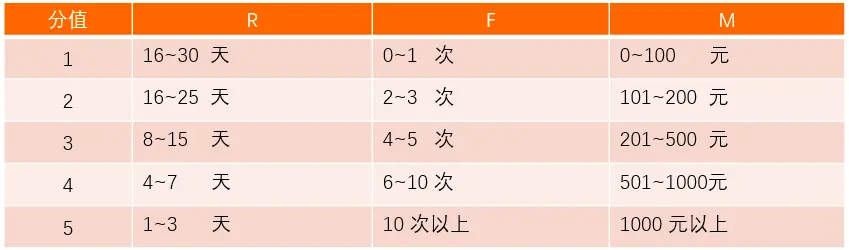 分值 R F M
1 16~30 天 0~1 次 0~100 元
2 16~25 天 2~3 次 101~200 元
3 8~15 天 4~5 次 201~500 元
4 4~7 天 6~10 次 501~1000元
5 1~3 天 10 次以上 1000 元以上